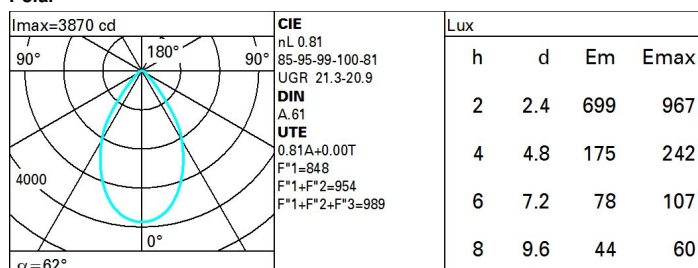 Imax=3870 cd
90° 180° 90°
4000
0°
α=62°
CIE
nL 0.81
85-95-99-100-81
UGR 21.3-20.9
DIN
A.61
UTE
0.81A+0.00T
F"1=848
F"1+F"2=954
F"1+F"2+F"3=989
Lux
h d Em Emax
2 2.4 699 967
4 4.8 175 242
6 7.2 78 107
8 9.6 44 60